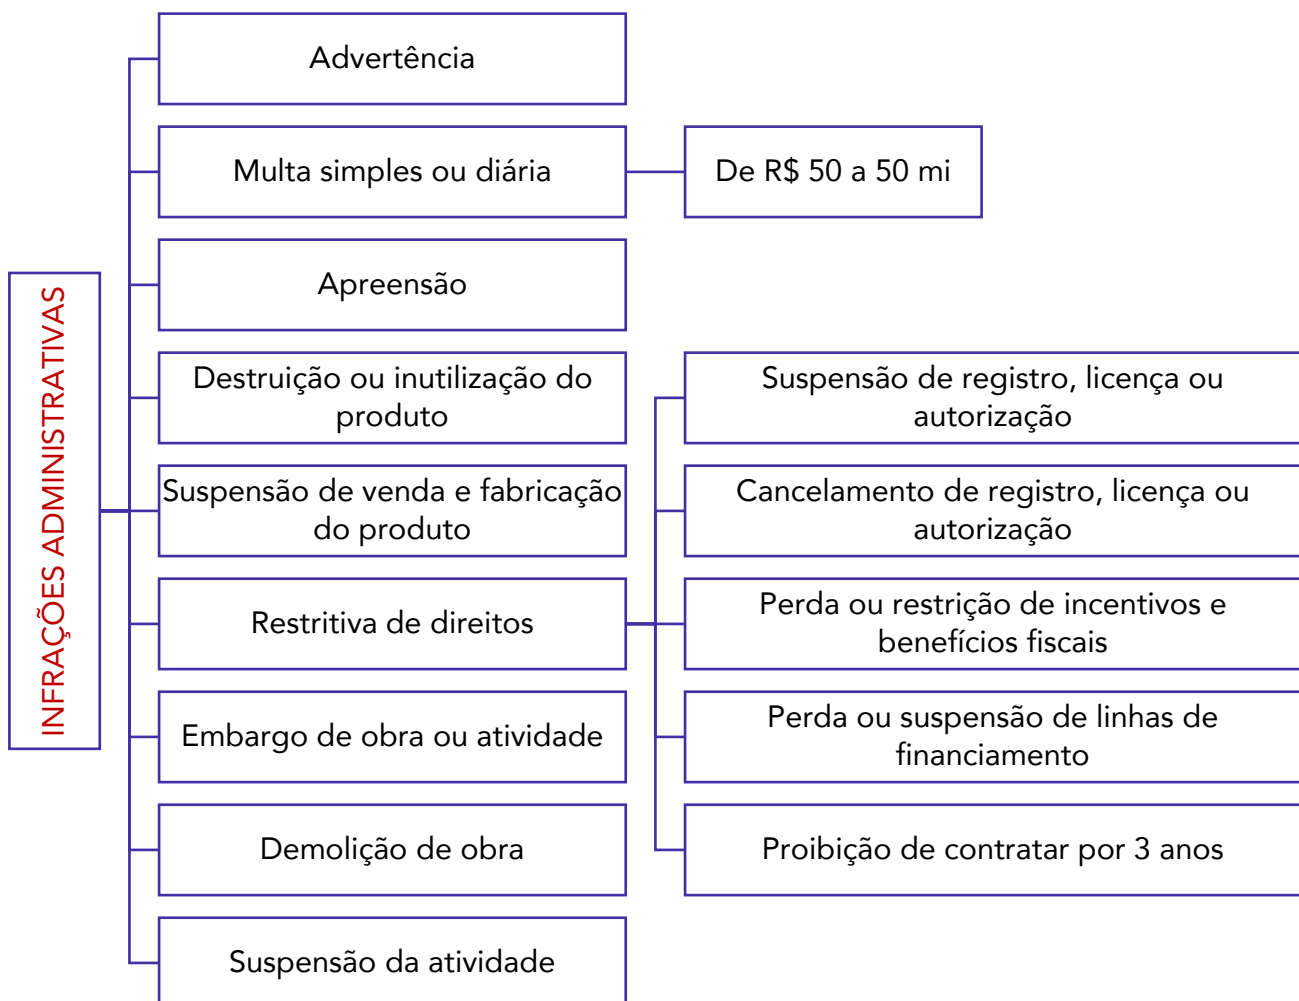 INFRAÇÕES ADMINISTRATIVAS
Advertência
Multa simples ou diária
De R$ 50 a 50 mi
Apreensão
Destruição ou inutilização do
produto
Suspensão de venda e fabricação
do produto
Restritiva de direitos
Suspensão de registro, licença ou
autorização
Cancelamento de registro, licença ou
autorização
Perda ou restrição de incentivos e
benefícios fiscais
Perda ou suspensão de linhas de
financiamento
Proibição de contratar por 3 anos
Embargo de obra ou atividade
Demolição de obra
Suspensão da atividade